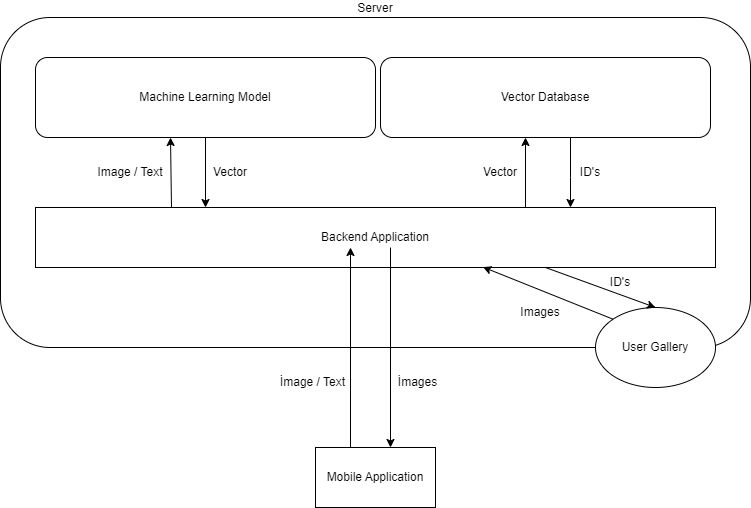 Server
Machine Learning Model
Vector Database
Image / Text
Vector
Vector
ID's
Backend Application
ID's
Images
User Gallery
İmage / Text
İmages
Mobile Application